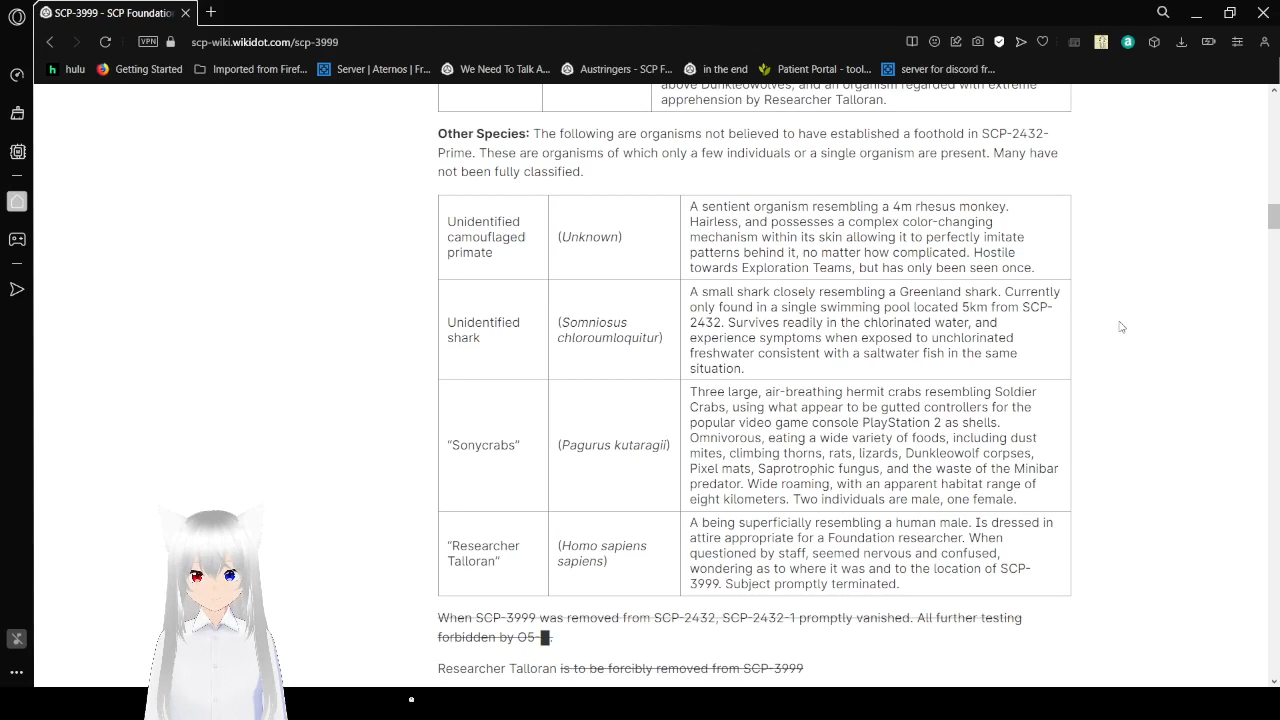 SCP-3999 - SCP Foundation
scp-wiki.wikidot.com/scp-3999
VPN
hulu
Getting Started
Imported from Firef...
Server | Aternos | Fr...
We Need To Talk A...
Austringers - SCP F...
in the end
Patient Portal - tool...
server for discord fr...
above Dunkleowolves, and an organism regarded with extreme
apprehension by Researcher Talloran.
Other Species: The following are organisms not believed to have established a foothold in SCP-2432-
Prime. These are organisms of which only a few individuals or a single organism are present. Many have
not been fully classified.
Unidentified
camouflaged
primate
(Unknown)
A sentient organism resembling a 4m rhesus monkey.
Hairless, and possesses a complex color-changing
mechanism within its skin allowing it to perfectly imitate
patterns behind it, no matter how complicated. Hostile
towards Exploration Teams, but has only been seen once.
Unidentified
shark
(Somniosus
chloroumloquitur)
A small shark closely resembling a Greenland shark. Currently
only found in a single swimming pool located 5km from SCP-
2432. Survives readily in the chlorinated water, and
experience symptoms when exposed to unchlorinated
freshwater consistent with a saltwater fish in the same
situation.
"Sonycrabs"
(Pagurus kutaragii)
Three large, air-breathing hermit crabs resembling Soldier
Crabs, using what appear to be gutted controllers for the
popular video game console PlayStation 2 as shells.
Omnivorous, eating a wide variety of foods, including dust
mites, climbing thorns, rats, lizards, Dunkleowolf corpses,
Pixel mats, Saprotrophic fungus, and the waste of the Minibar
predator. Wide roaming, with an apparent habitat range of
eight kilometers. Two individuals are male, one female.
"Researcher
Talloran"
(Homo sapiens
sapiens)
A being superficially resembling a human male. Is dressed in
attire appropriate for a Foundation researcher. When
questioned by staff, seemed nervous and confused,
wondering as to where it was and to the location of SCP-
3999. Subject promptly terminated.
When SCP-3999 was removed from SCP-2432, SCP-2432-1 promptly vanished. All further testing
forbidden by O5-█.
Researcher Talloran is to be forcibly removed from SCP-3999